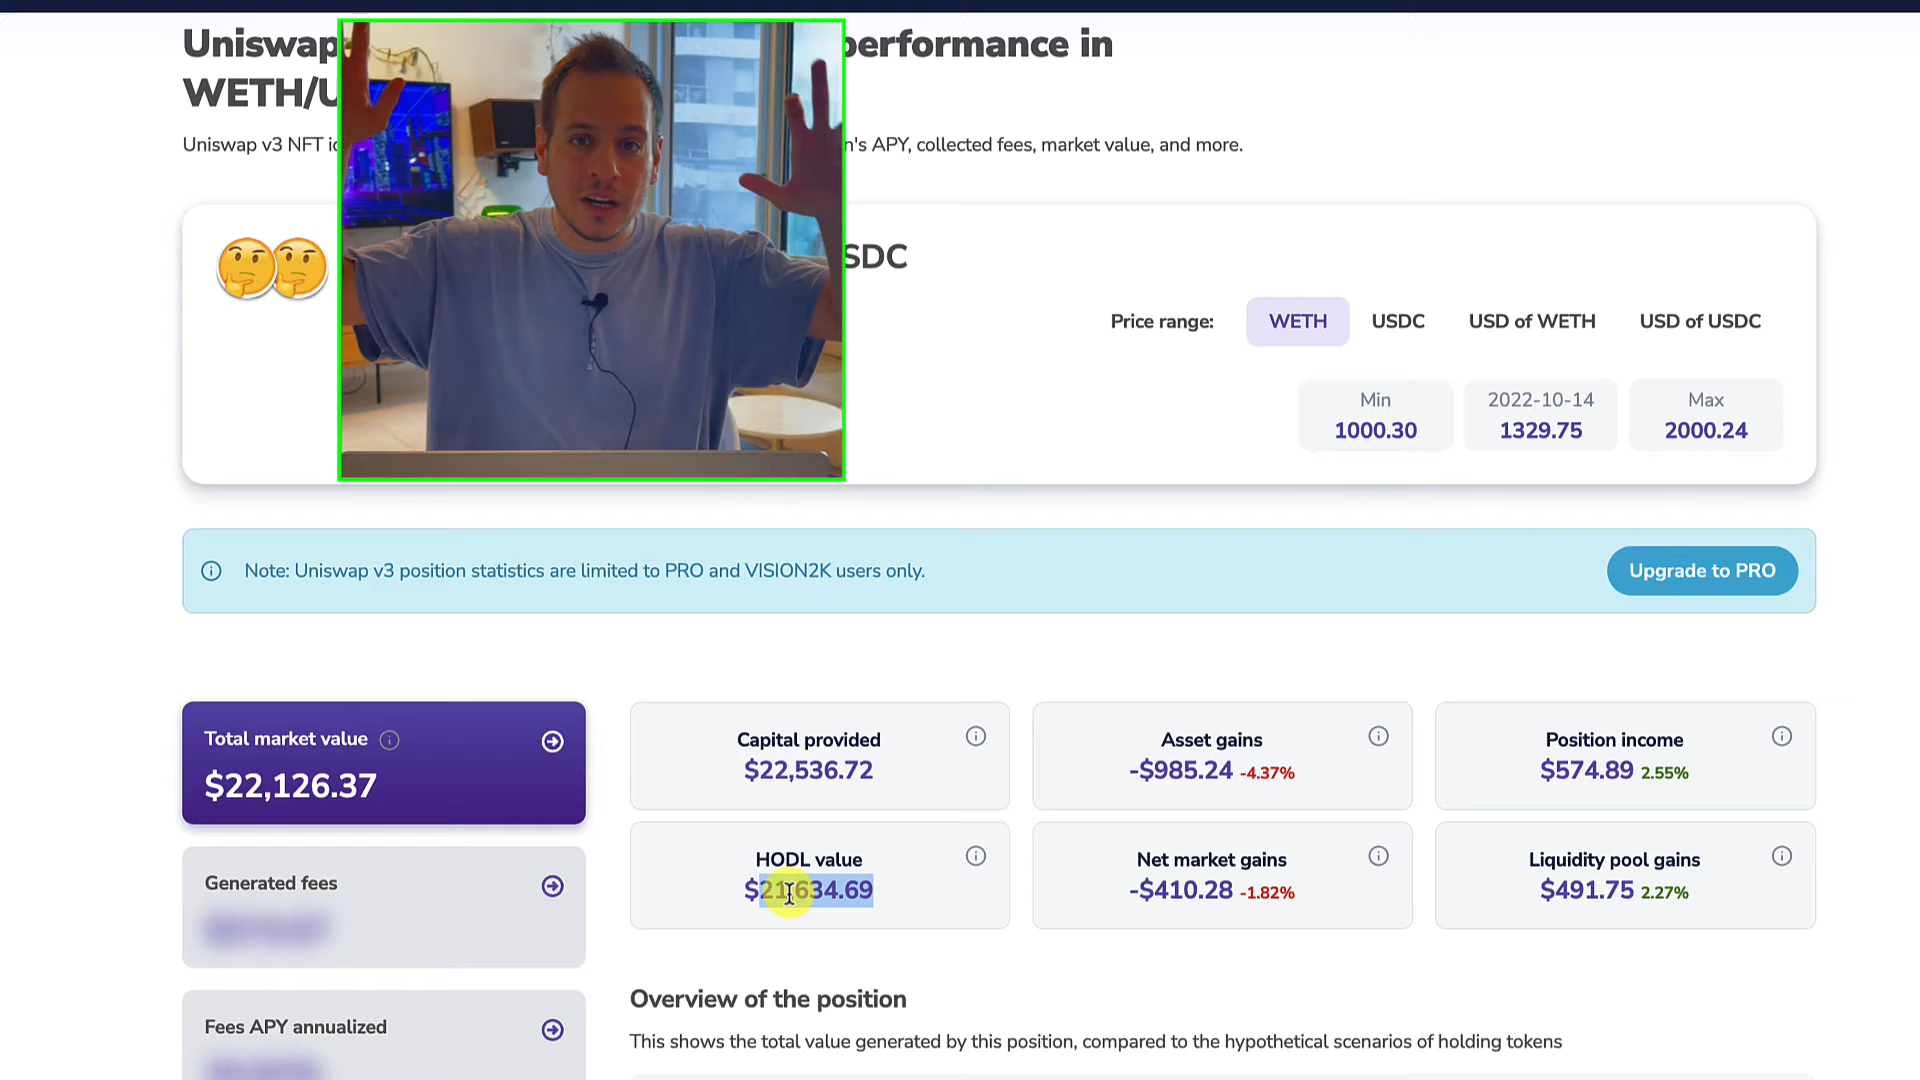 Uniswap performance in
WETH/U
Uniswap v3 NFT n's APY, collected fees, market value, and more.
SDC
Price range: WETH USDC USD of WETH USD of USDC
Min 2022-10-14 Max
1000.30 1329.75 2000.24
Note: Uniswap v3 position statistics are limited to PRO and VISION2K users only. Upgrade to PRO
Total market value
$22,126.37
Capital provided
$22,536.72
Asset gains
-$985.24 -4.37%
Position income
$574.89 2.55%
HODL value
$21,634.69
Net market gains
-$410.28 -1.82%
Liquidity pool gains
$491.75 2.27%
Generated fees
Fees APY annualized
Overview of the position
This shows the total value generated by this position, compared to the hypothetical scenarios of holding tokens